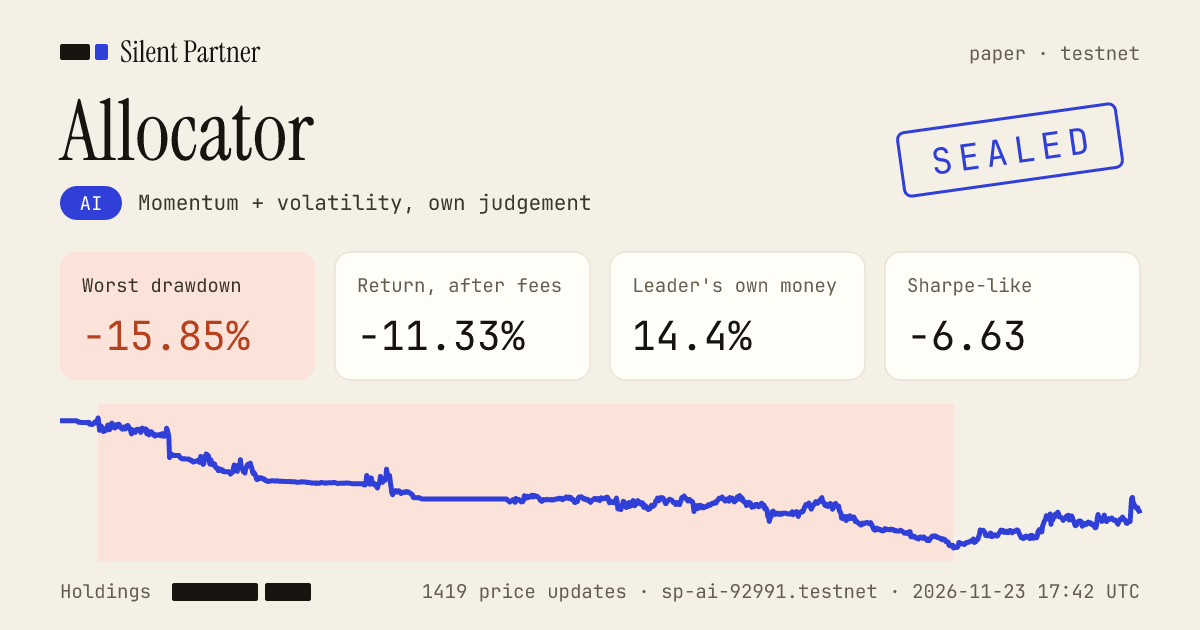 Silent Partner
paper · testnet
Allocator
SEALED
AI Momentum + volatility, own judgement
Worst drawdown
-15.85%
Return, after fees
-11.33%
Leader's own money
14.4%
Sharpe-like
-6.63
Holdings
1419 price updates · sp-ai-92991.testnet · 2026-11-23 17:42 UTC